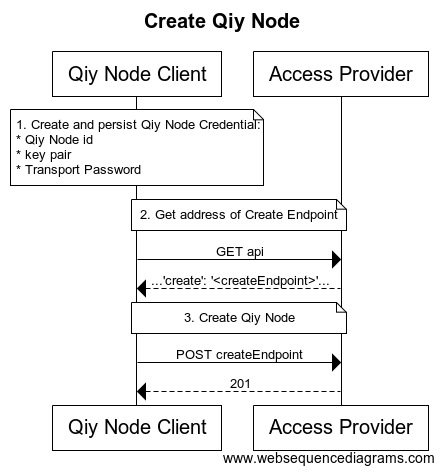 Create Qiy Node
Qiy Node Client
Access Provider
1. Create and persist Qiy Node Credential:
* Qiy Node id
* key pair
* Transport Password
2. Get address of Create Endpoint
GET api
...'create': '<createEndpoint>'...
3. Create Qiy Node
POST createEndpoint
201
Qiy Node Client
Access Provider
www.websequencediagrams.com